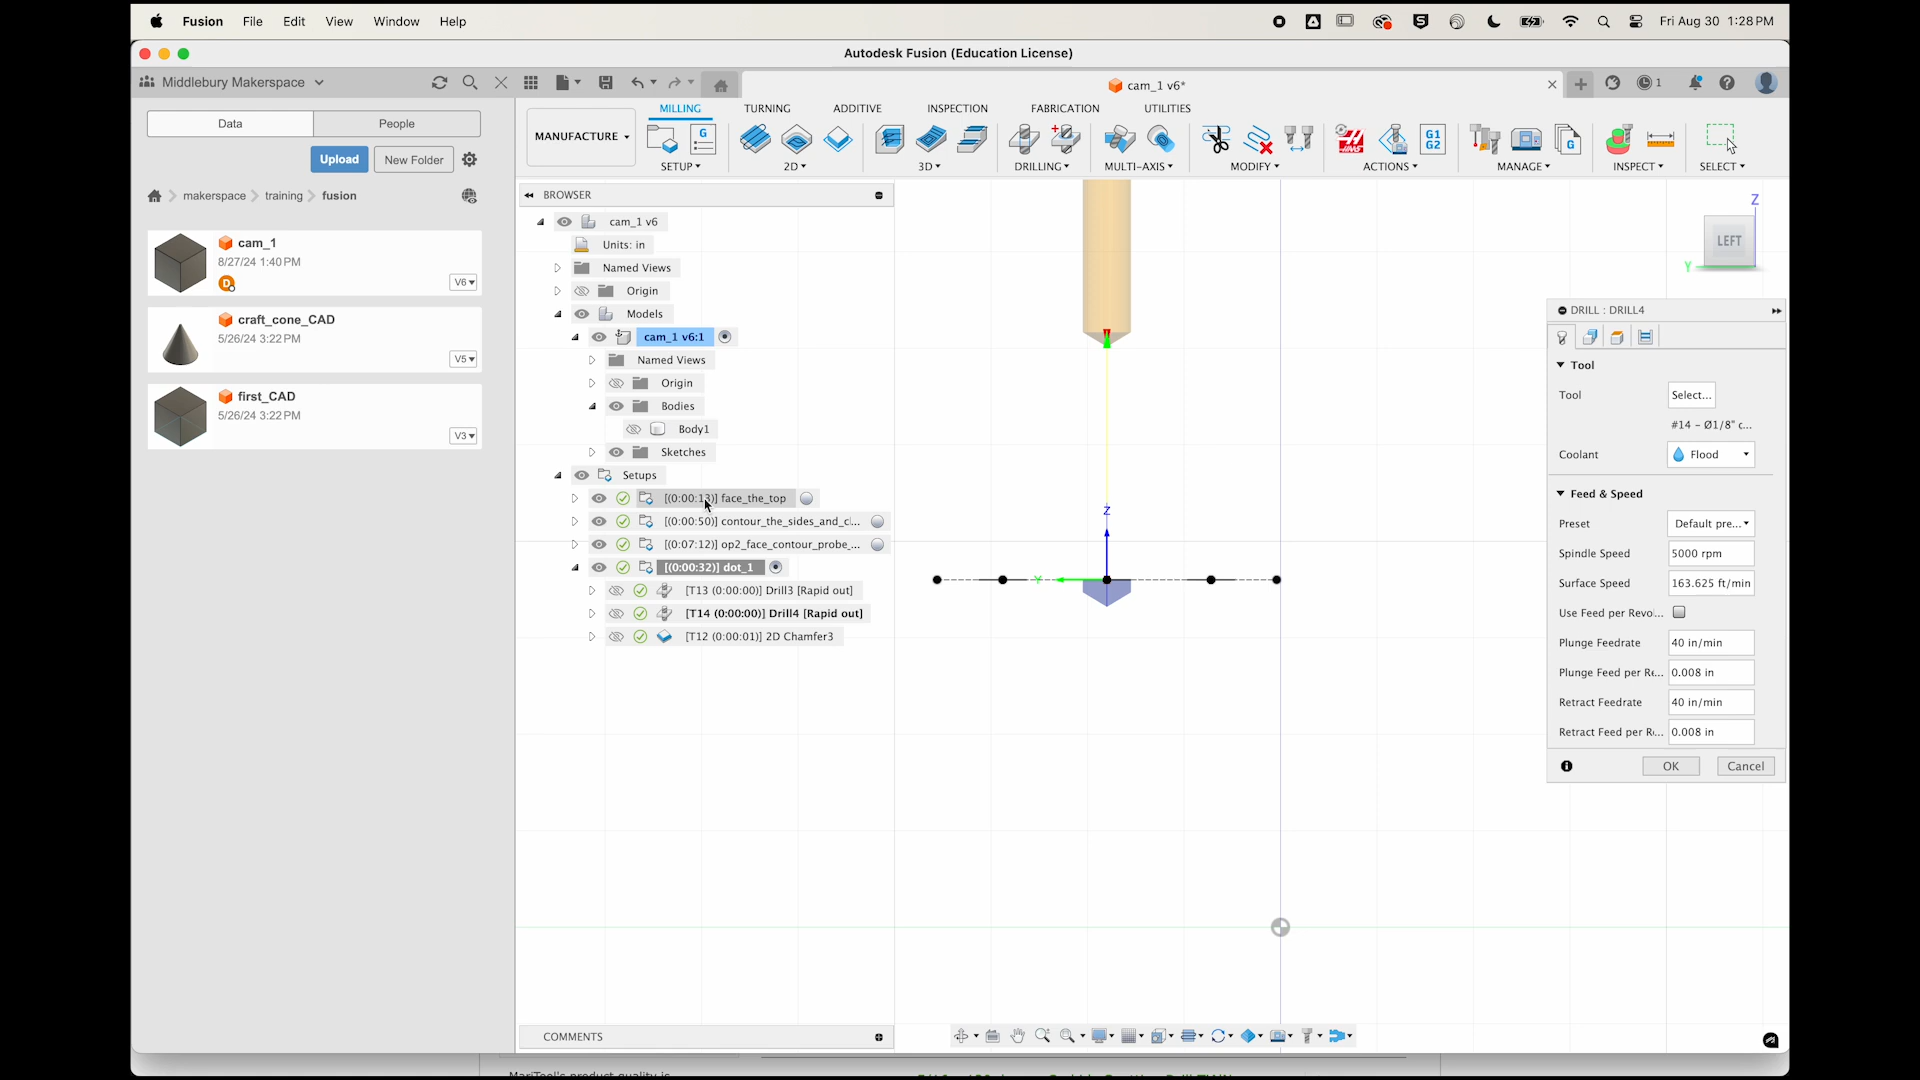 Fusion File Edit View Window Help
Fri Aug 30 1:28 PM
Autodesk Fusion (Education License)
Middlebury Makerspace
cam_1 v6*
1
Data
People
Upload
New Folder
makerspace training fusion
cam_1
8/27/24 1:40 PM
D
V6
craft_cone_CAD
5/26/24 3:22 PM
V5
first_CAD
5/26/24 3:22 PM
V3
MANUFACTURE
MILLING
TURNING
ADDITIVE
INSPECTION
FABRICATION
UTILITIES
G
G1
G2
G
SETUP
2D
3D
DRILLING
MULTI-AXIS
MODIFY
ACTIONS
MANAGE
INSPECT
SELECT
BROWSER
cam_1 v6
Units: in
Named Views
Origin
Models
cam_1 v6:1
Named Views
Origin
Bodies
Body1
Sketches
Setups
[(0:00:13)] face_the_top
[(0:00:50)] contour_the_sides_and_c...
[(0:07:12)] op2_face_contour_probe_...
[(0:00:32)] dot_1
[T13 (0:00:00)] Drill3 [Rapid out]
[T14 (0:00:00)] Drill4 [Rapid out]
[T12 (0:00:01)] 2D Chamfer3
COMMENTS
Z
Y
Z
LEFT
Y
DRILL : DRILL4
Tool
Tool
Select...
#14 - Ø1/8" c...
Coolant
Flood
Feed & Speed
Preset
Default pre...
Spindle Speed
5000 rpm
Surface Speed
163.625 ft/min
Use Feed per Revo...
Plunge Feedrate
40 in/min
Plunge Feed per Re...
0.008 in
Retract Feedrate
40 in/min
Retract Feed per R...
0.008 in
OK
Cancel
MariTool's product quality is